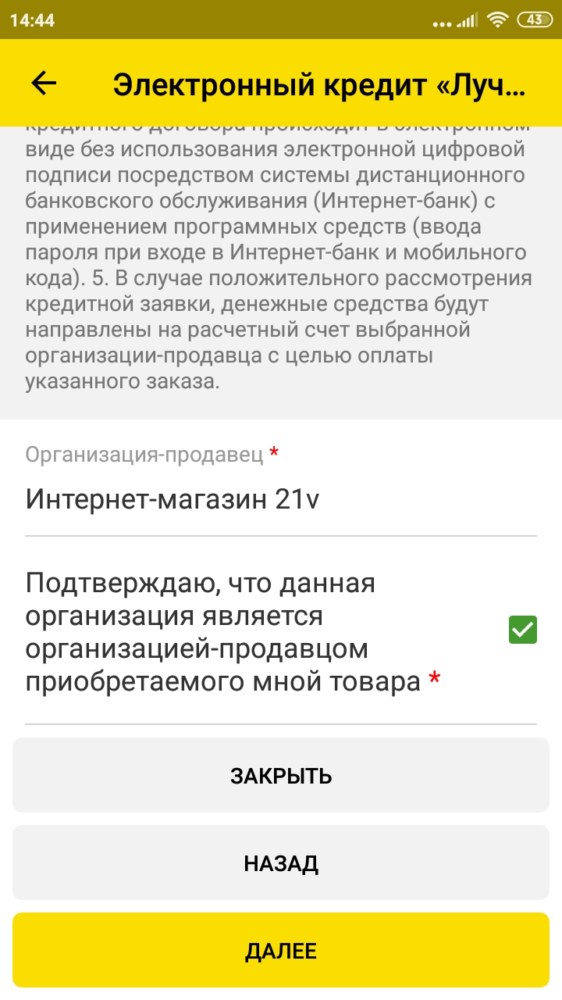 14:44
43
Электронный кредит «Луч...
кредитного договора происходит в электронном
виде без использования электронной цифровой
подписи посредством системы дистанционного
банковского обслуживания (Интернет-банк) с
применением программных средств (ввода
пароля при входе в Интернет-банк и мобильного
кода). 5. В случае положительного рассмотрения
кредитной заявки, денежные средства будут
направлены на расчетный счет выбранной
организации-продавца с целью оплаты
указанного заказа.
Организация-продавец *
Интернет-магазин 21v
Подтверждаю, что данная
организация является
организацией-продавцом
приобретаемого мной товара *
ЗАКРЫТЬ
НАЗАД
ДАЛЕЕ